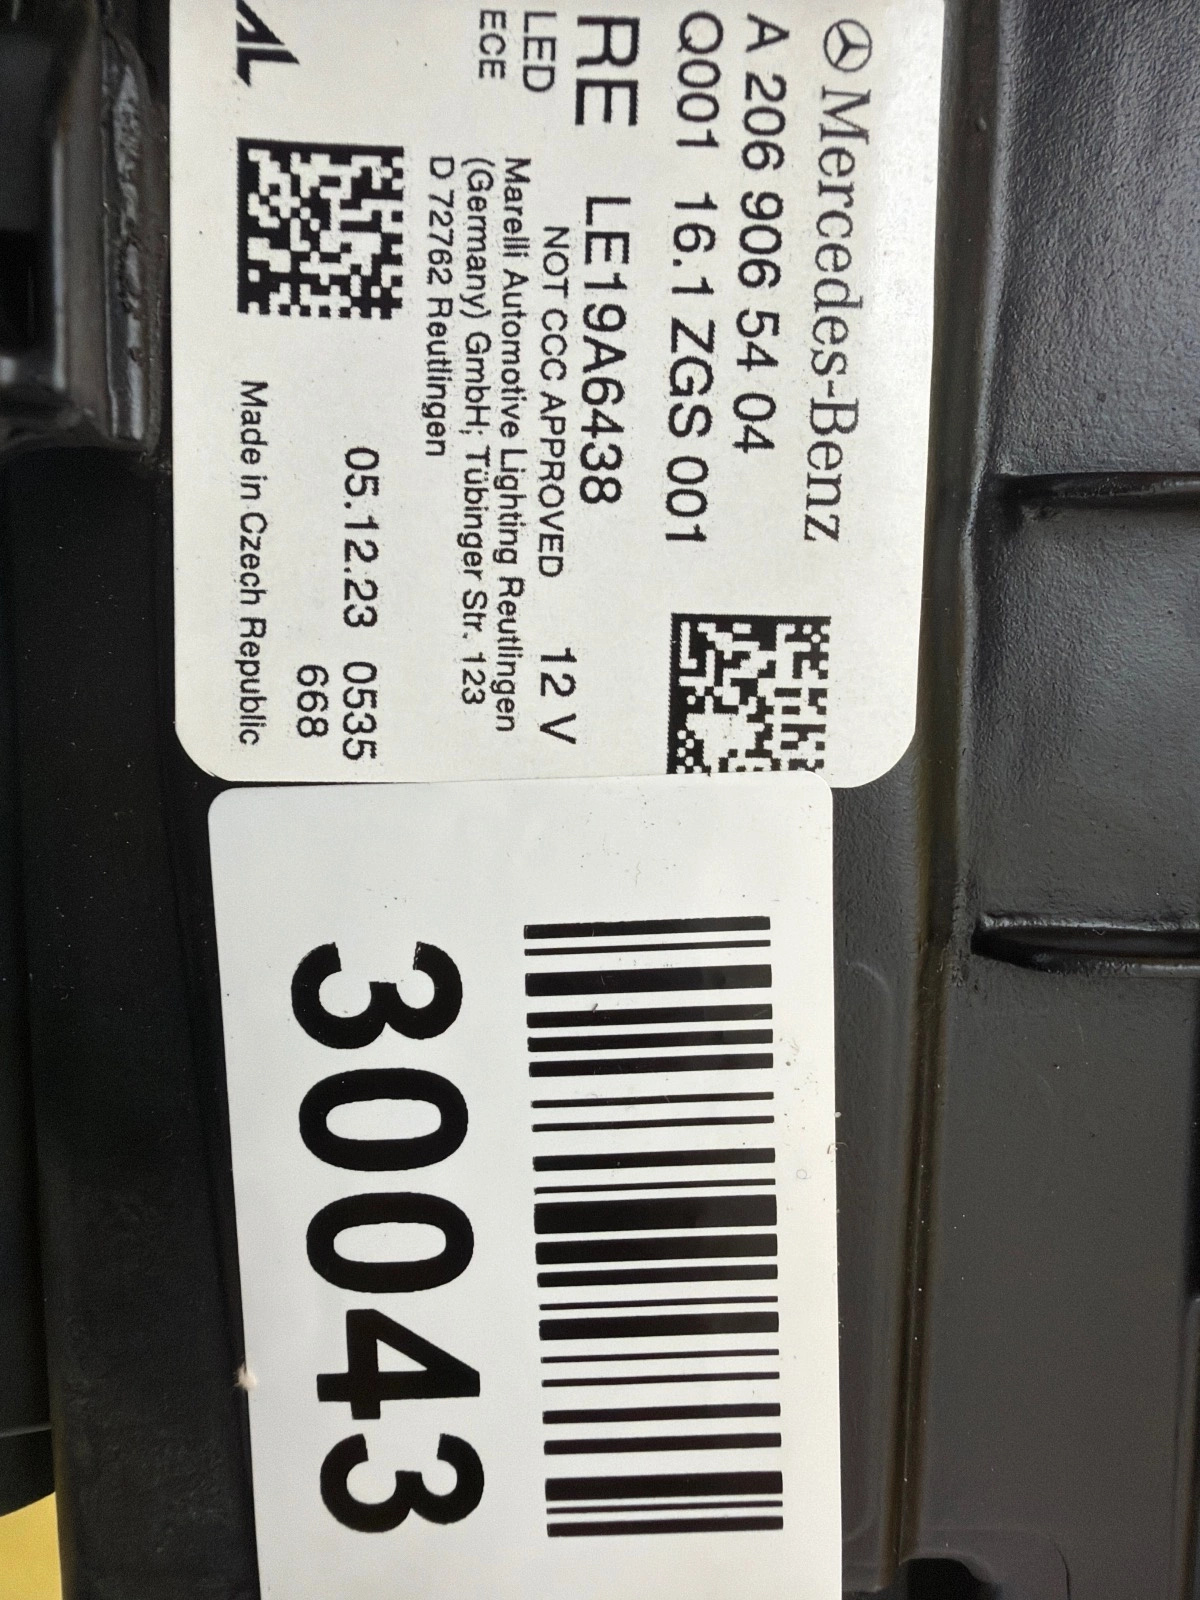 Mercedes-Benz
A 206 906 54 04
Q001 16.1 ZGS 001
RE LE19A6438
LED NOT CCC APPROVED 12 V
ECE Marelli Automotive Lighting Reutlingen
(Germany) GmbH; Tübinger Str. 123
D 72762 Reutlingen
05.12.23 0535
668
AL Made in Czech Republic
30043